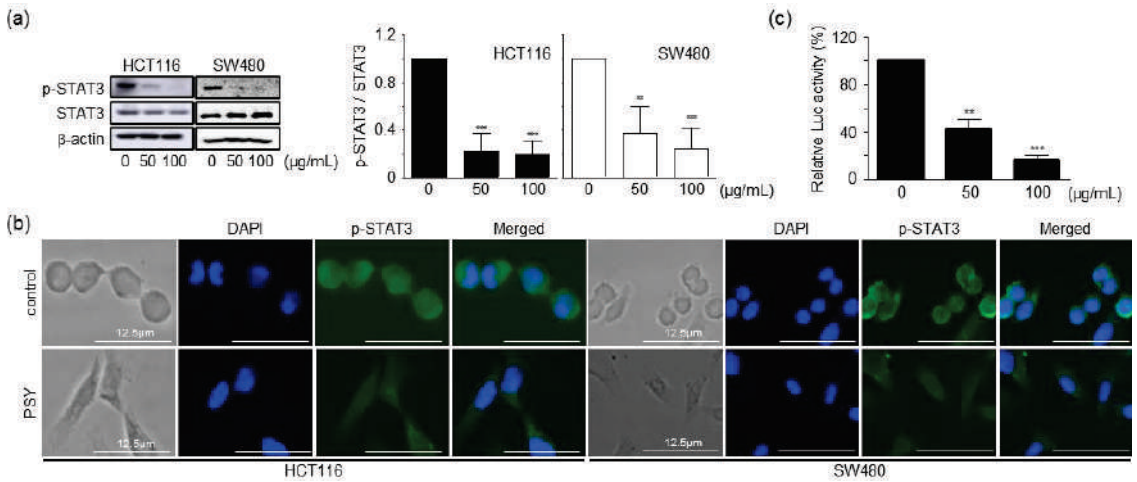 (a)
HCT116 SW480
p-STAT3
STAT3
β-actin
0 50 100 0 50 100 (µg/mL)
p-STAT3 / STAT3
1.2
0.8
0.4
0
HCT116
SW480
***
***
**
***
0 50 100 0 50 100 (µg/mL)
(c)
Relative Luc activity (%)
120
80
40
0
**
***
0 50 100 (µg/mL)
(b)
DAPI p-STAT3 Merged DAPI p-STAT3 Merged
control
12.5µm 12.5µm
PSY
12.5µm 12.5µm
HCT116 SW480